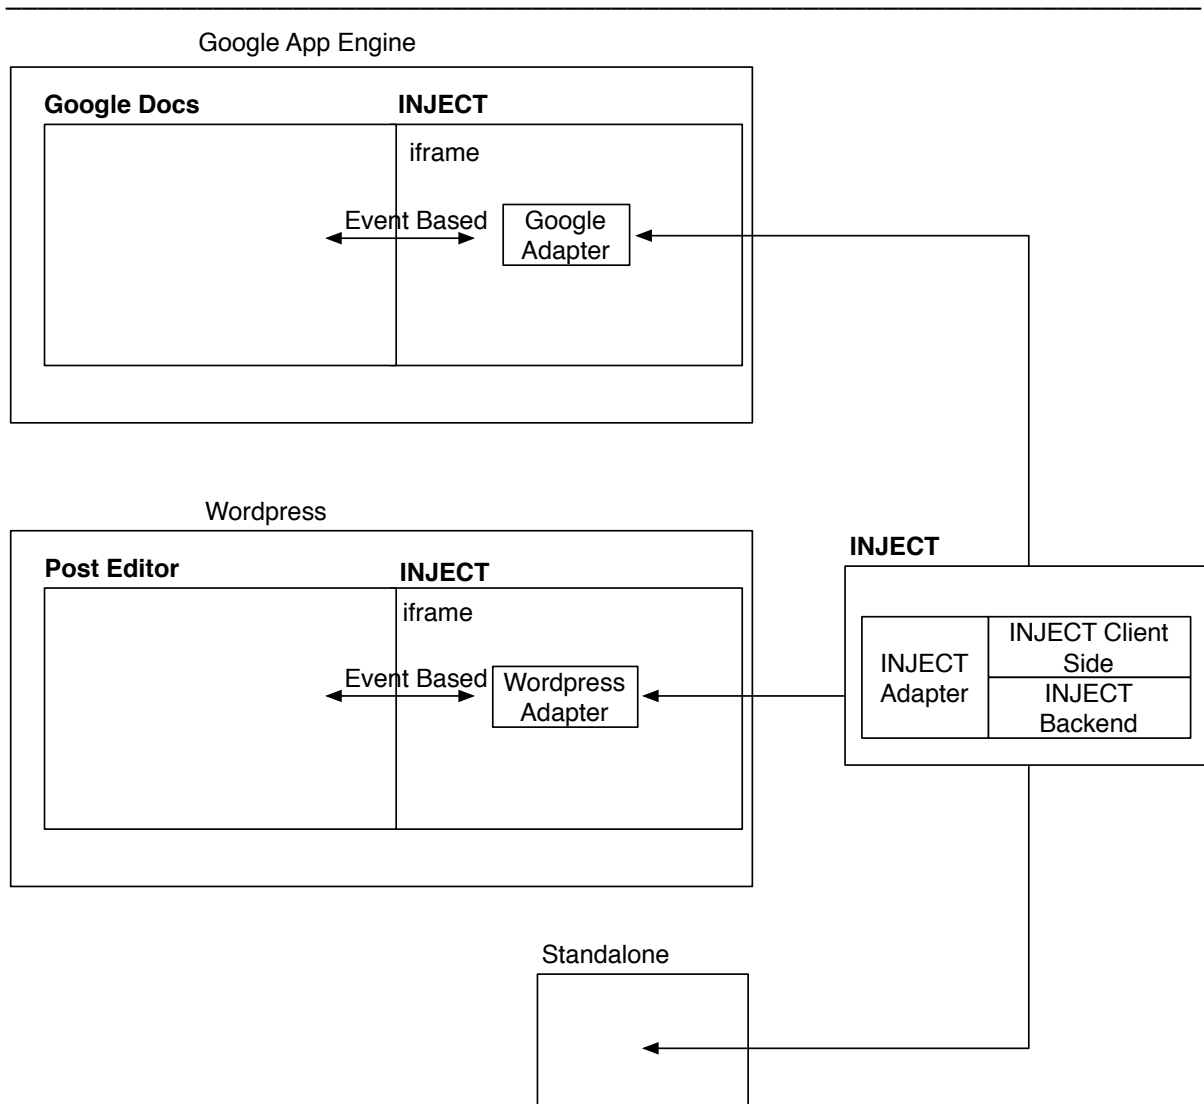 Google App Engine
Google Docs
INJECT
iframe
Event Based
Google
Adapter
Wordpress
Post Editor
INJECT
iframe
Event Based
Wordpress
Adapter
INJECT
INJECT
Adapter
INJECT Client
Side
INJECT
Backend
Standalone